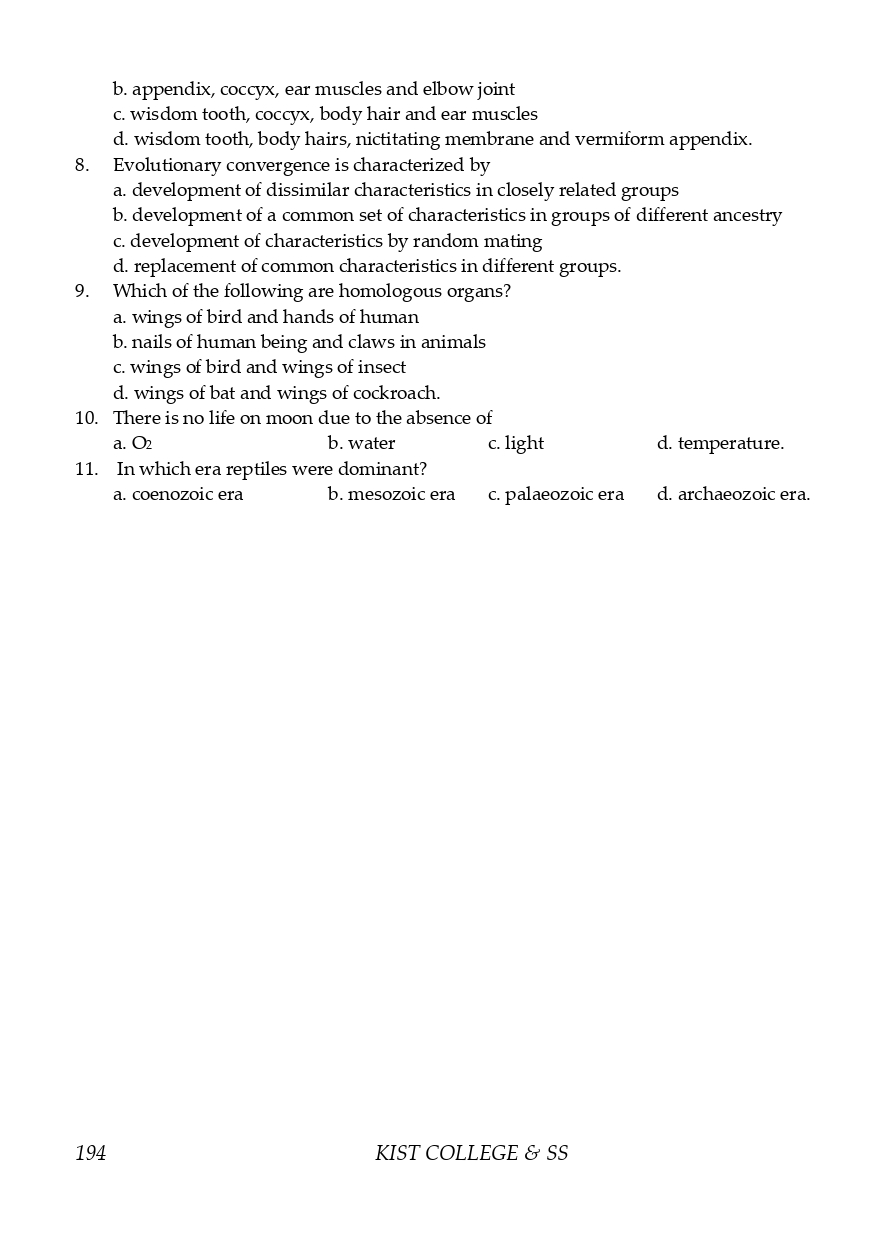 b. appendix, coccyx, ear muscles and elbow joint
c. wisdom tooth, coccyx, body hair and ear muscles
d. wisdom tooth, body hairs, nictitating membrane and vermiform appendix.
8. Evolutionary convergence is characterized by
a. development of dissimilar characteristics in closely related groups
b. development of a common set of characteristics in groups of different ancestry
c. development of characteristics by random mating
d. replacement of common characteristics in different groups.
9. Which of the following are homologous organs?
a. wings of bird and hands of human
b. nails of human being and claws in animals
c. wings of bird and wings of insect
d. wings of bat and wings of cockroach.
10. There is no life on moon due to the absence of
a. O2 b. water c. light d. temperature.
11. In which era reptiles were dominant?
a. coenozoic era b. mesozoic era c. palaeozoic era d. archaeozoic era.
194 KIST COLLEGE & SS